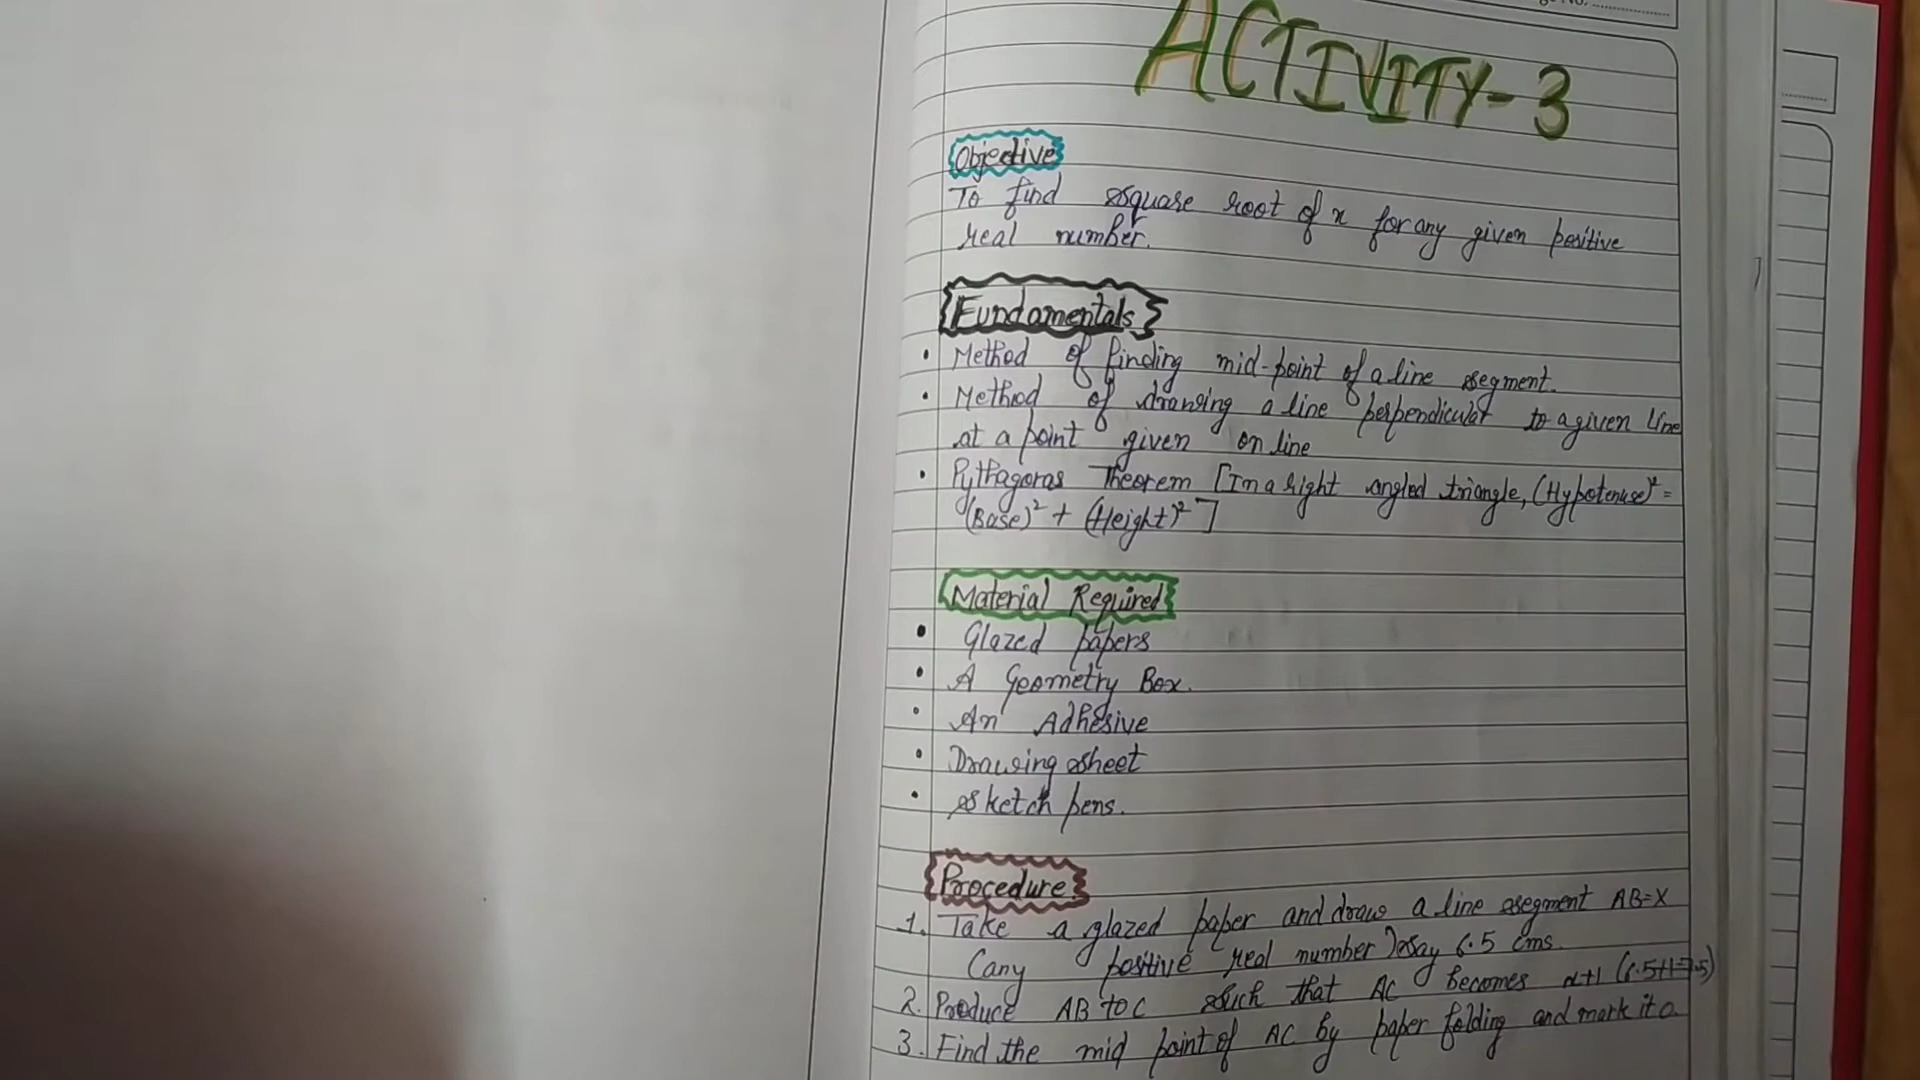 ACTIVITY-3
Objective
To find square root of x for any given positive
real number.
Fundamentals
• Method of finding mid-point of a line segment.
• Method of drawing a line perpendicular to a given line
at a point given on line
• Pythagoras Theorem [In a right angled triangle, (Hypotenuse)² =
(Base)² + (Height)²]
Material Required
• Glazed papers
• A Geometry Box.
• An Adhesive
• Drawing sheet
• Sketch pens.
Procedure
1. Take a glazed paper and draw a line segment AB=X
(any positive real number) say 6.5 cms.
2. Produce AB to C such that AC becomes x+1 (6.5+1=7.5)
3. Find the mid point of AC by paper folding and mark it O.